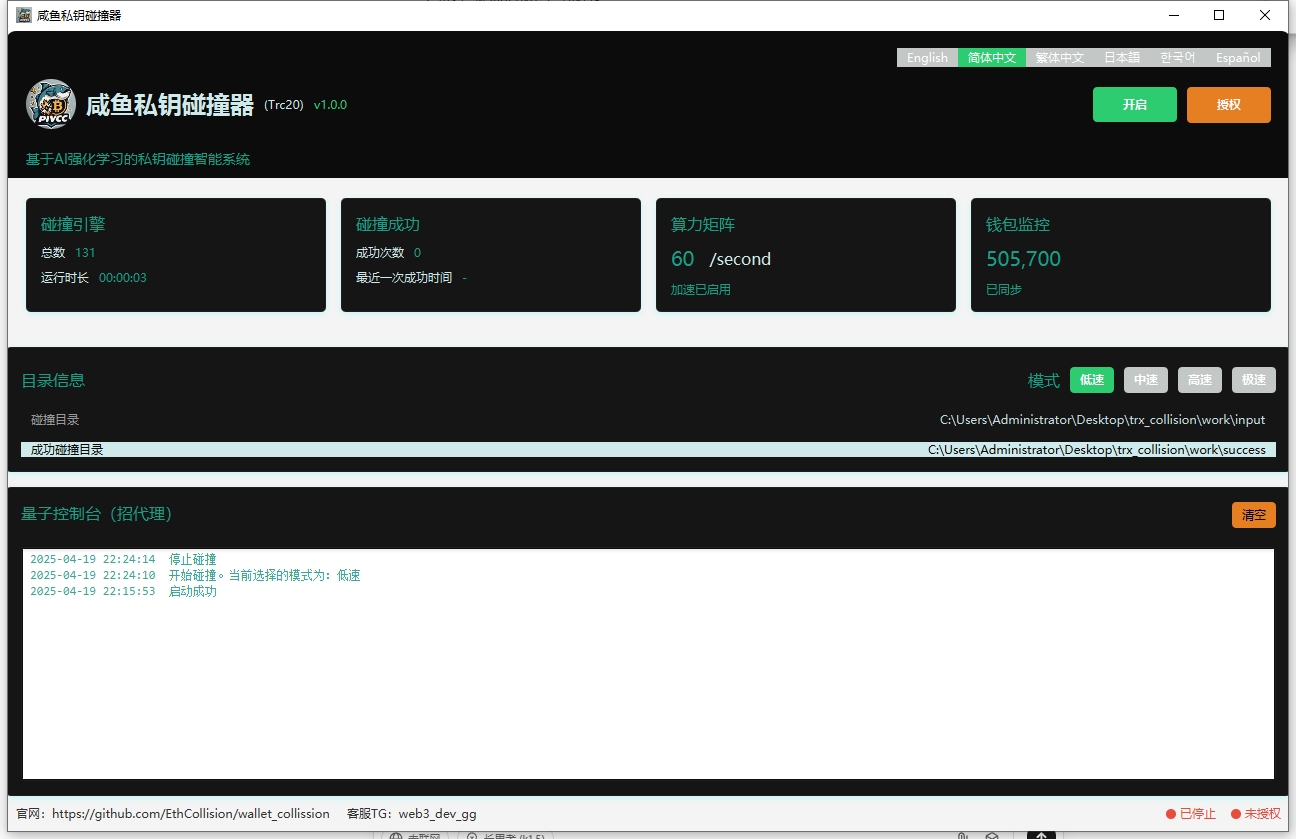 咸鱼私钥碰撞器
English 简体中文 繁体中文 日本語 한국어 Español
PIVCC
咸鱼私钥碰撞器 (Trc20) v1.0.0
开启 授权
基于AI强化学习的私钥碰撞智能系统
碰撞引擎
总数 131
运行时长 00:00:03
碰撞成功
成功次数 0
最近一次成功时间 -
算力矩阵
60 /second
加速已启用
钱包监控
505,700
已同步
目录信息
模式 低速 中速 高速 极速
碰撞目录 C:\Users\Administrator\Desktop\trx_collision\work\input
成功碰撞目录 C:\Users\Administrator\Desktop\trx_collision\work\success
量子控制台（招代理）
清空
2025-04-19 22:24:14 停止碰撞
2025-04-19 22:24:10 开始碰撞。当前选择的模式为：低速
2025-04-19 22:15:53 启动成功
官网：https://github.com/EthCollision/wallet_collission 客服TG：web3_dev_gg
已停止 未授权